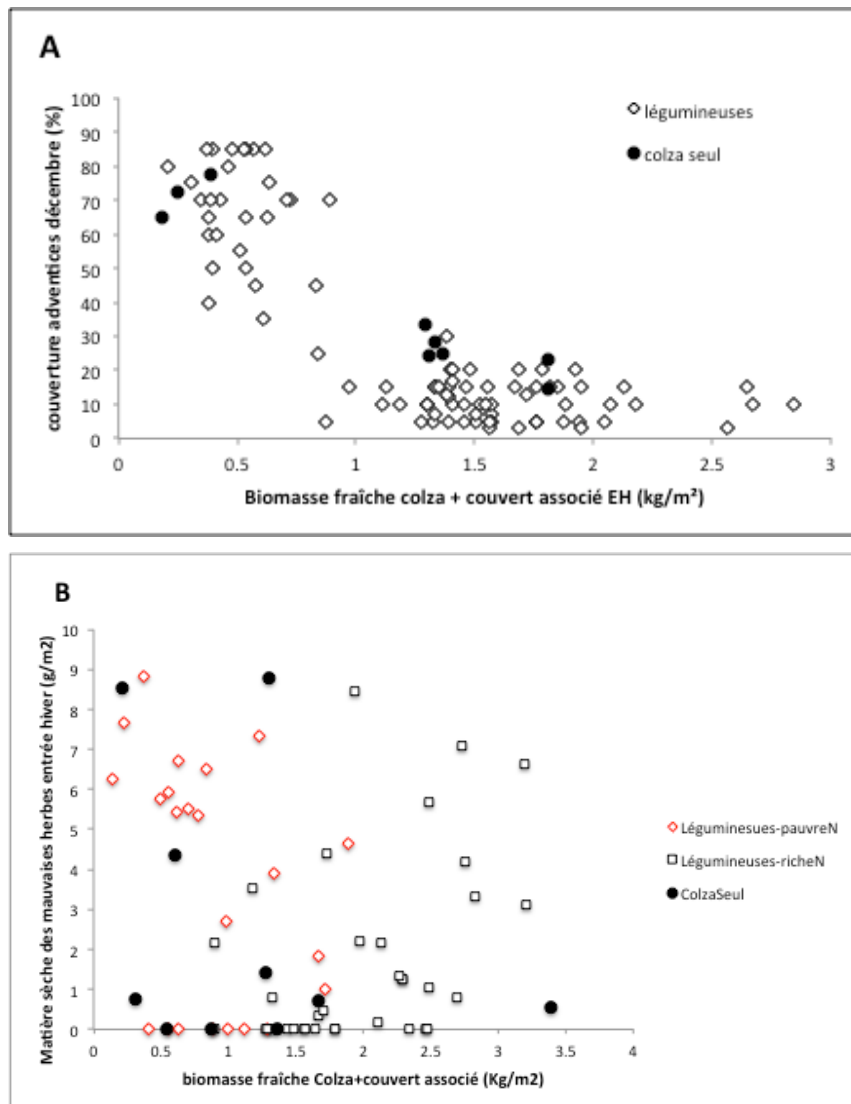 A
couverture adventices décembre (%)
100
90
80
70
60
50
40
30
20
10
0
0 0.5 1 1.5 2 2.5 3
légumineuses
colza seul
Biomasse fraîche colza + couvert associé EH (kg/m²)
B
Matière sèche des mauvaises herbes entrée hiver (g/m2)
10
9
8
7
6
5
4
3
2
1
0
0 0.5 1 1.5 2 2.5 3 3.5 4
Léguminesues-pauvreN
Légumineuses-richeN
ColzaSeul
biomasse fraîche Colza+couvert associé (Kg/m2)